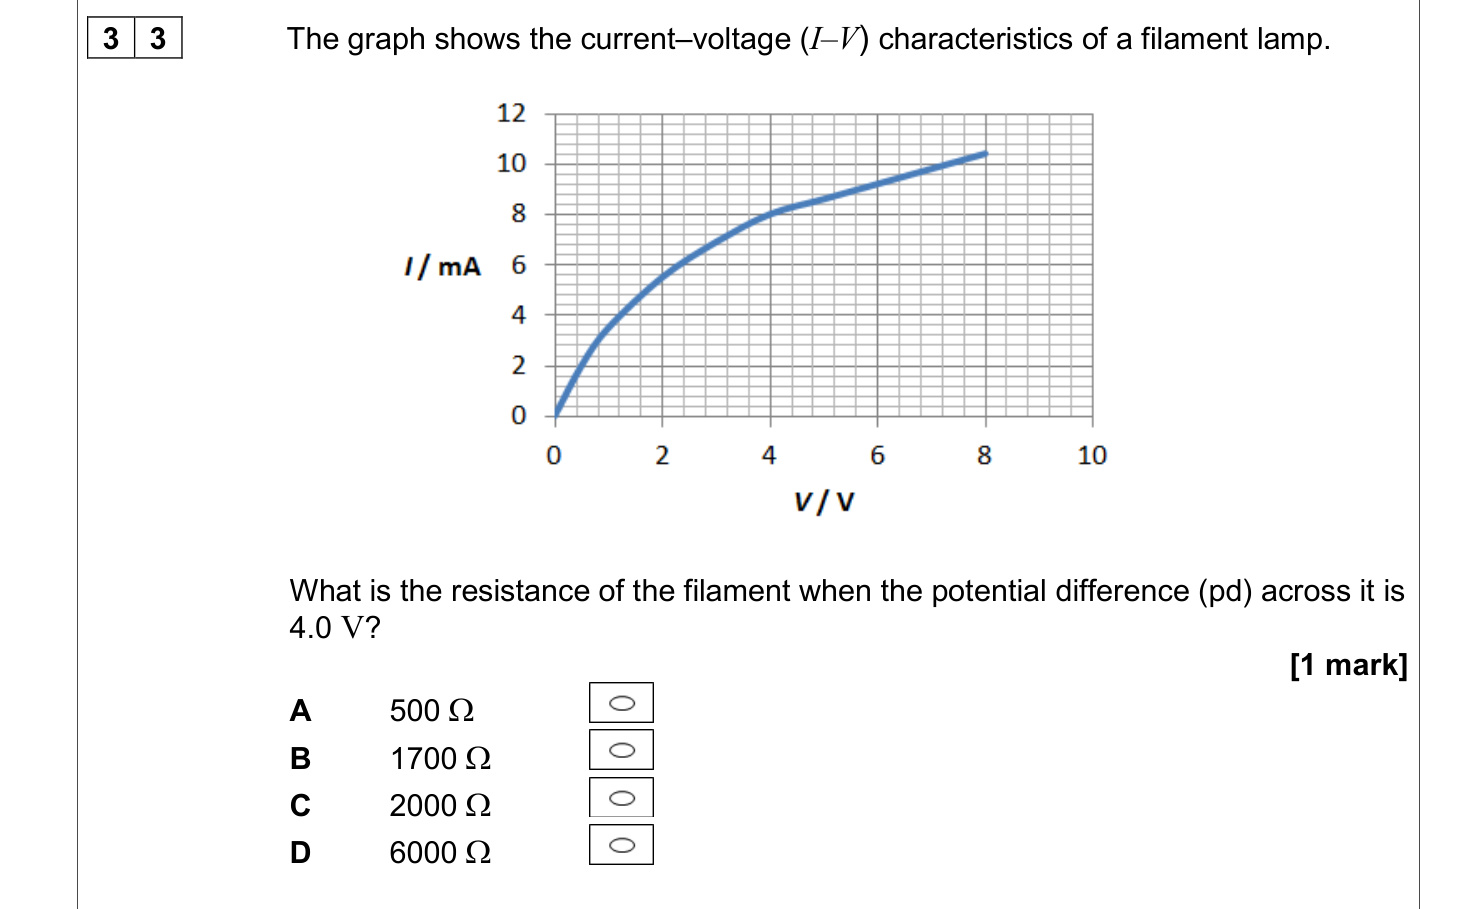 3 3 The graph shows the current–voltage (I–V) characteristics of a filament lamp.
12
10
8
I / mA 6
4
2
0
0 2 4 6 8 10
V / V
What is the resistance of the filament when the potential difference (pd) across it is
4.0 V?
[1 mark]
A 500 Ω
B 1700 Ω
C 2000 Ω
D 6000 Ω